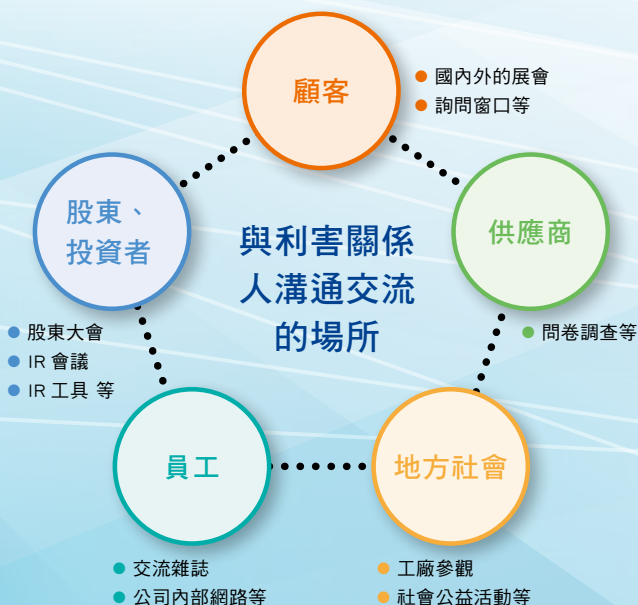 顧客
國內外的展會
詢問窗口等
股東、
投資者
與利害關係
人溝通交流
的場所
供應商
股東大會
IR 會議
IR 工具 等
問卷調查等
員工
地方社會
交流雜誌
公司內部網路等
工廠參觀
社會公益活動等